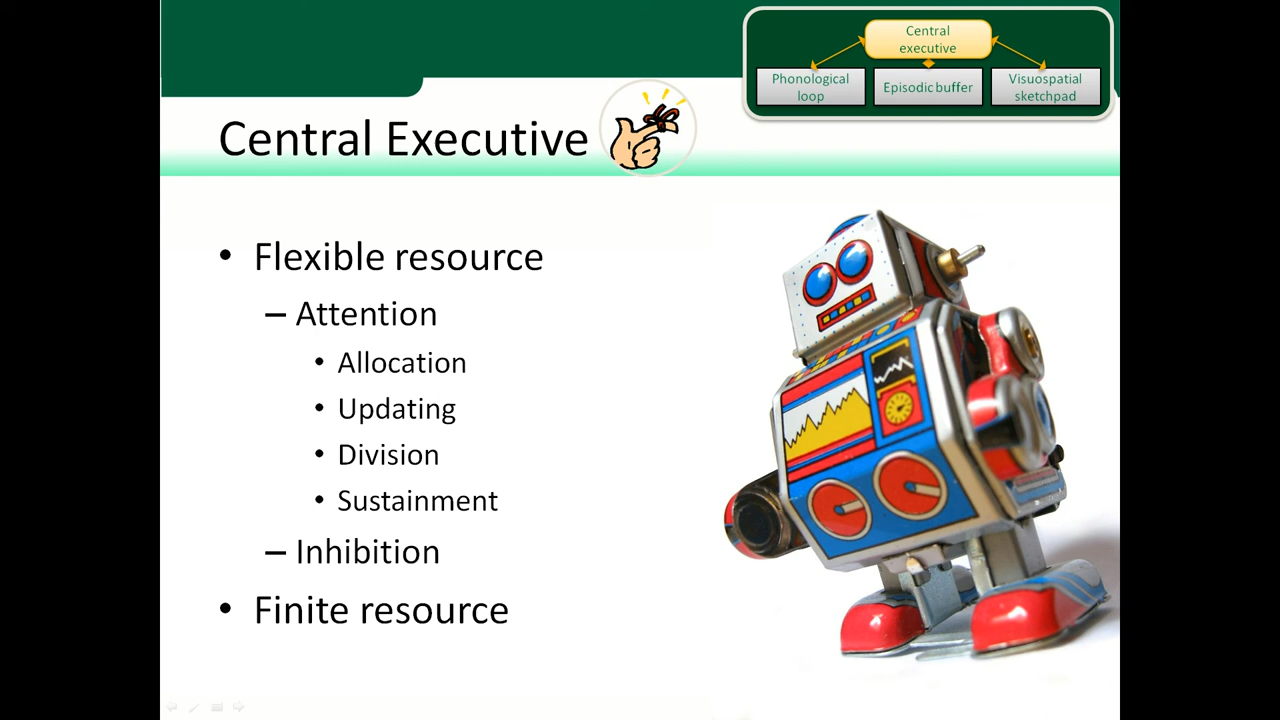 Central
executive
Phonological
loop
Episodic buffer
Visuospatial
sketchpad
Central Executive
• Flexible resource
– Attention
• Allocation
• Updating
• Division
• Sustainment
– Inhibition
• Finite resource